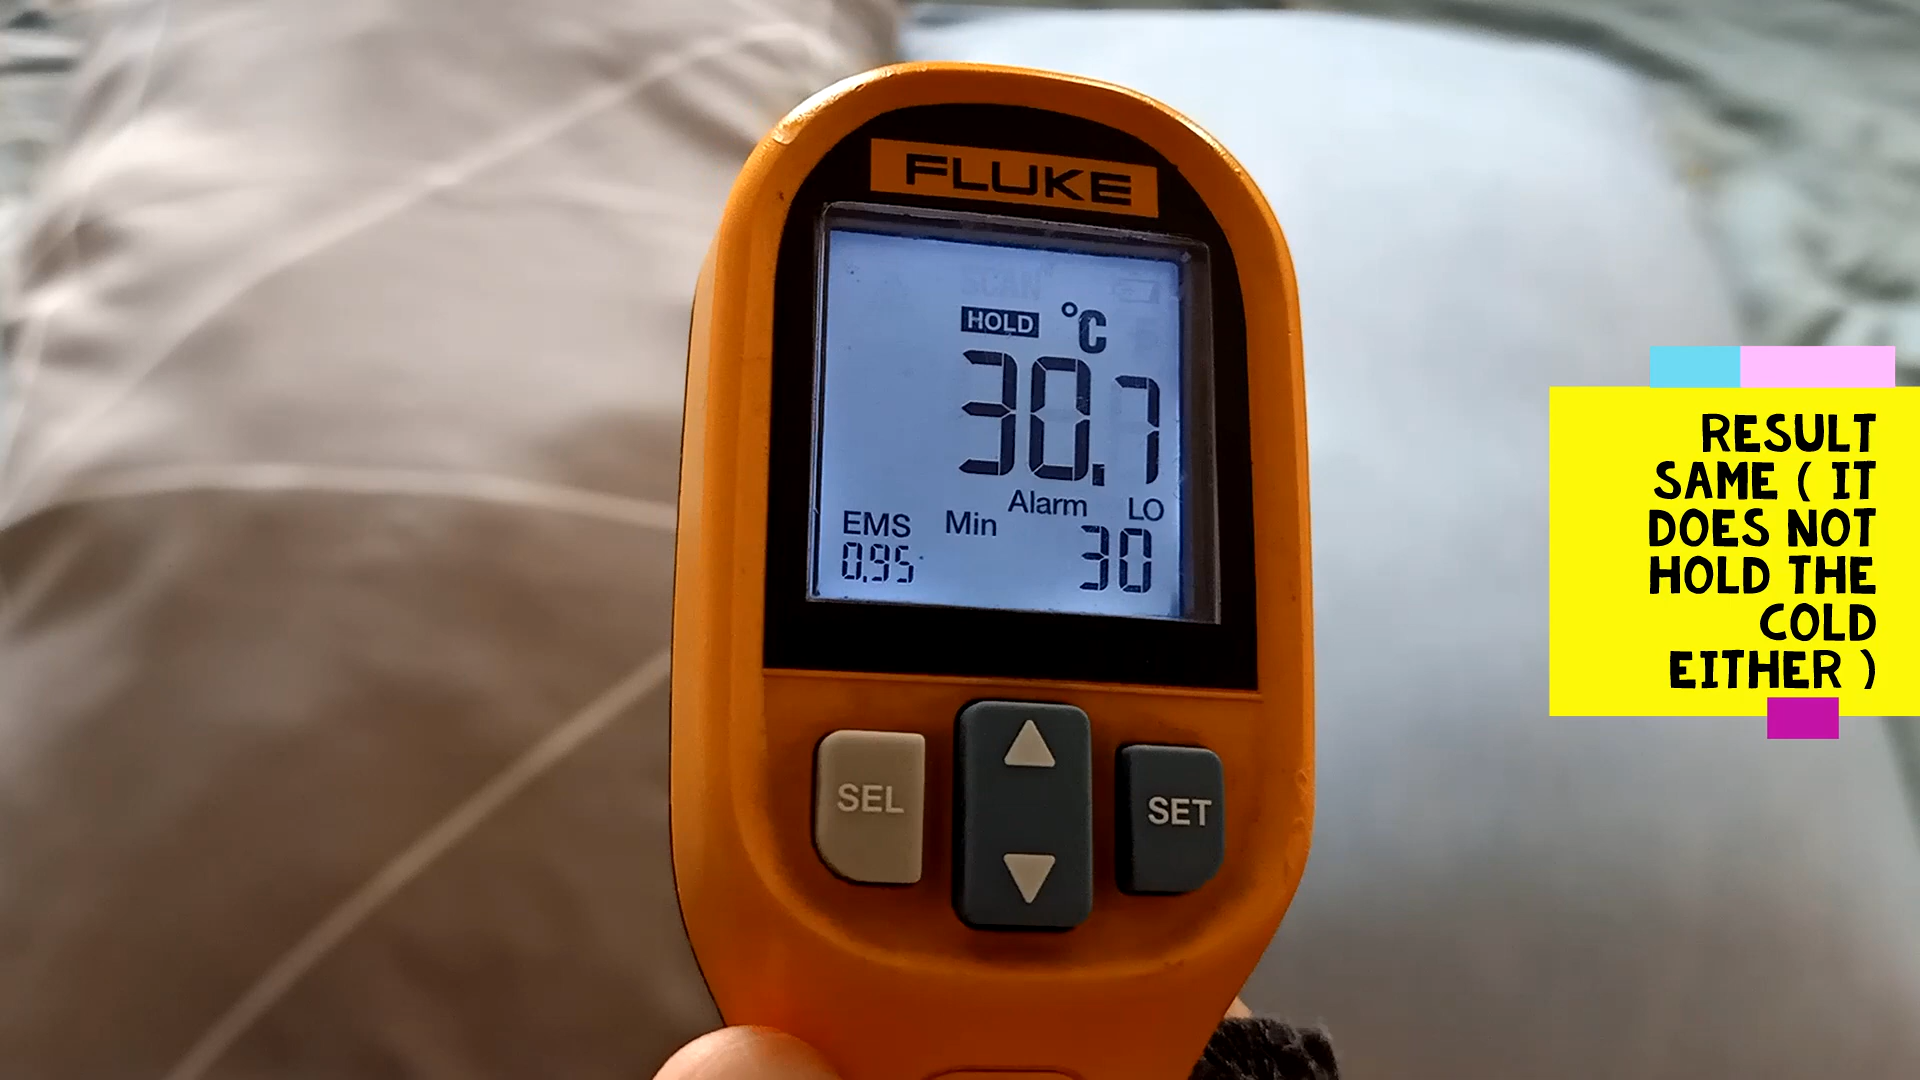 FLUKE
HOLD °C
30.7
Alarm LO
EMS Min
0.95 30
SEL
SET
RESULT
SAME ( IT
DOES NOT
HOLD THE
COLD
EITHER )